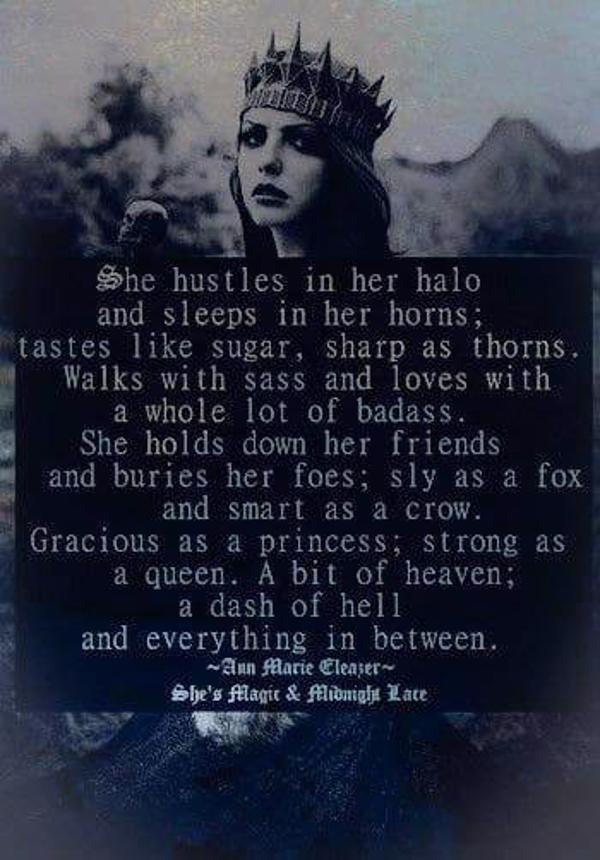 She hustles in her halo
and sleeps in her horns;
tastes like sugar, sharp as thorns.
Walks with sass and loves with
a whole lot of badass.
She holds down her friends
and buries her foes; sly as a fox
and smart as a crow.
Gracious as a princess; strong as
a queen. A bit of heaven;
a dash of hell
and everything in between.
~Ann Marie Eleazer~
She's Magic & Midnight Lace